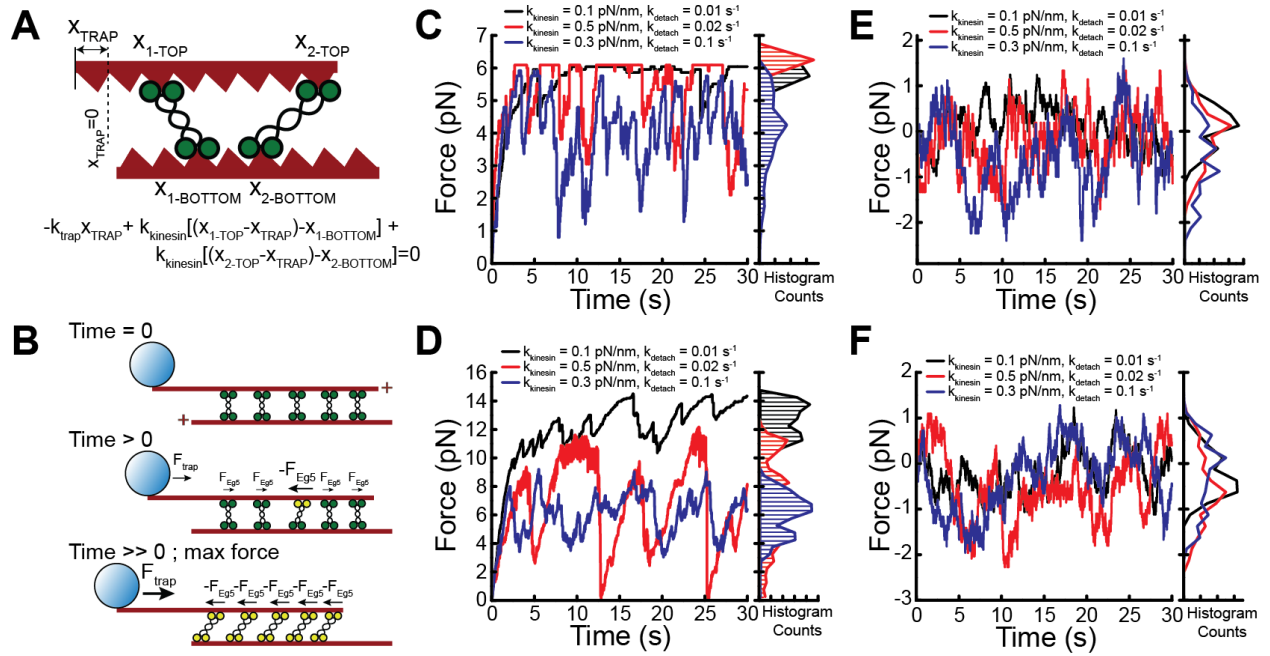 A
x_TRAP
x_1-TOP
x_2-TOP
x_TRAP=0
x_1-BOTTOM
x_2-BOTTOM
-k_trap x_TRAP + k_kinesin[(x_1-TOP-x_TRAP)-x_1-BOTTOM] +
k_kinesin[(x_2-TOP-x_TRAP)-x_2-BOTTOM]=0
B
Time = 0
+
+
Time > 0
F_trap
F_Eg5
F_Eg5
-F_Eg5
F_Eg5
F_Eg5
Time >> 0 ; max force
F_trap
-F_Eg5
-F_Eg5
-F_Eg5
-F_Eg5
-F_Eg5
C
k_kinesin = 0.1 pN/nm, k_detach = 0.01 s⁻¹
k_kinesin = 0.5 pN/nm, k_detach = 0.02 s⁻¹
k_kinesin = 0.3 pN/nm, k_detach = 0.1 s⁻¹
Force (pN)
7
6
5
4
3
2
1
0
0 5 10 15 20 25 30
Time (s)
Histogram
Counts
D
k_kinesin = 0.1 pN/nm, k_detach = 0.01 s⁻¹
k_kinesin = 0.5 pN/nm, k_detach = 0.02 s⁻¹
k_kinesin = 0.3 pN/nm, k_detach = 0.1 s⁻¹
Force (pN)
16
14
12
10
8
6
4
2
0
0 5 10 15 20 25 30
Time (s)
Histogram
Counts
E
k_kinesin = 0.1 pN/nm, k_detach = 0.01 s⁻¹
k_kinesin = 0.5 pN/nm, k_detach = 0.02 s⁻¹
k_kinesin = 0.3 pN/nm, k_detach = 0.1 s⁻¹
Force (pN)
2
1
0
-1
-2
0 5 10 15 20 25 30
Time (s)
Histogram
Counts
F
k_kinesin = 0.1 pN/nm, k_detach = 0.01 s⁻¹
k_kinesin = 0.5 pN/nm, k_detach = 0.02 s⁻¹
k_kinesin = 0.3 pN/nm, k_detach = 0.1 s⁻¹
Force (pN)
2
1
0
-1
-2
-3
0 5 10 15 20 25 30
Time (s)
Histogram
Counts